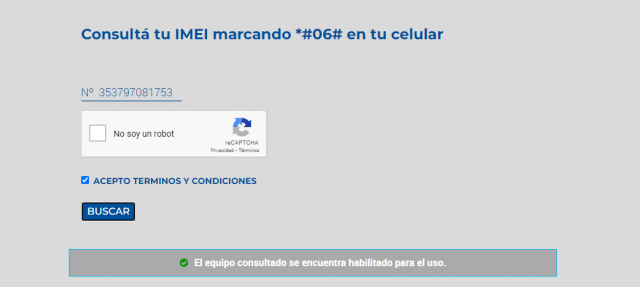 Consultá tu IMEI marcando *#06# en tu celular
Nº 353797081753
No soy un robot
reCAPTCHA
Privacidad - Términos
ACEPTO TERMINOS Y CONDICIONES
BUSCAR
El equipo consultado se encuentra habilitado para el uso.